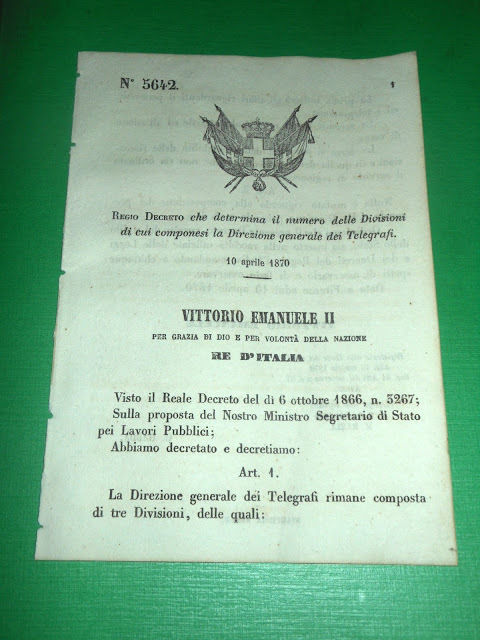 N° 5642.
1
REGIO DECRETO che determina il numero delle Divisioni
di cui componesi la Direzione generale dei Telegrafi.
10 aprile 1870
VITTORIO EMANUELE II
PER GRAZIA DI DIO E PER VOLONTÀ DELLA NAZIONE
RE D'ITALIA
Visto il Reale Decreto del dì 6 ottobre 1866, n. 3267;
Sulla proposta del Nostro Ministro Segretario di Stato
pei Lavori Pubblici;
Abbiamo decretato e decretiamo:
Art. 1.
La Direzione generale dei Telegrafi rimane composta
di tre Divisioni, delle quali: